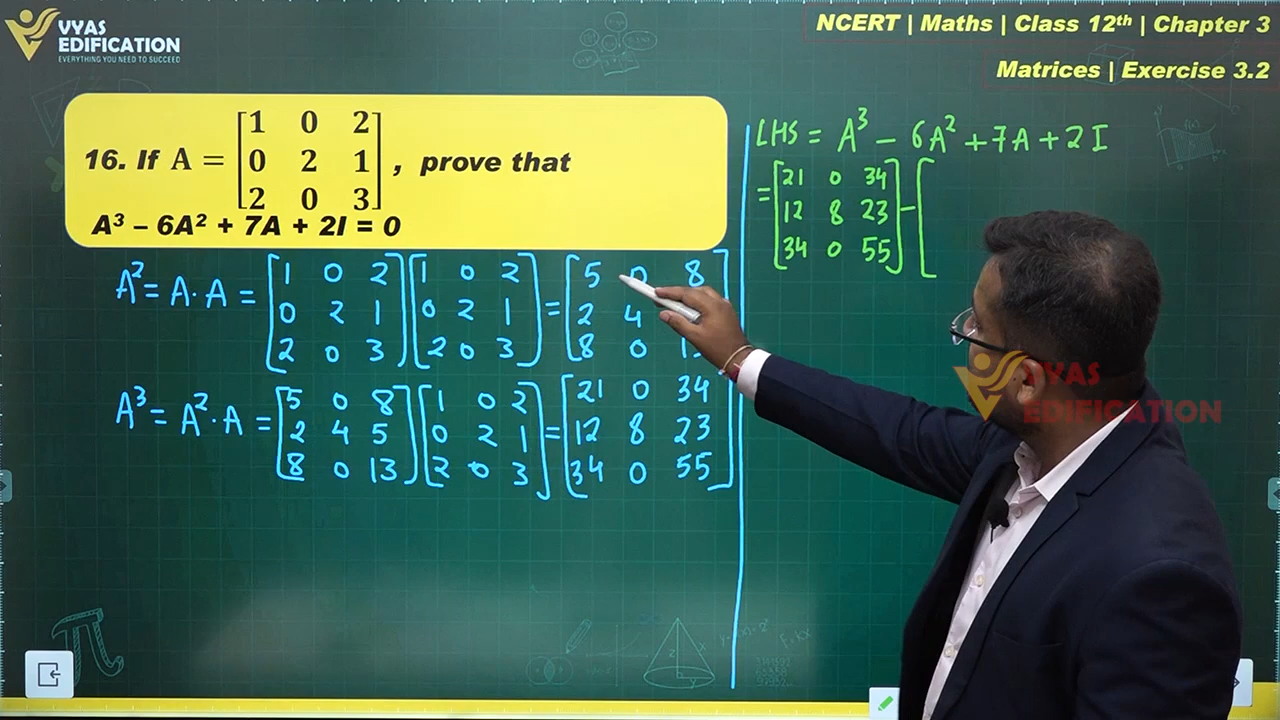 VYAS
EDIFICATION
EVERYTHING YOU NEED TO SUCCEED
NCERT | Maths | Class 12th | Chapter 3
Matrices | Exercise 3.2
16. If A = [1 0 2
0 2 1
2 0 3], prove that
A³ – 6A² + 7A + 2I = 0
A² = A · A = [1 0 2 [1 0 2 = [5 0 8
0 2 1 0 2 1 2 4
2 0 3] 2 0 3] 8 0
A³ = A² · A = [5 0 8 [1 0 2 = [21 0 34
2 4 5 0 2 1 12 8 23
8 0 13] 2 0 3] 34 0 55]
LHS = A³ – 6A² + 7A + 2I
= [21 0 34
12 8 23
34 0 55] – [
VYAS
EDIFICATION